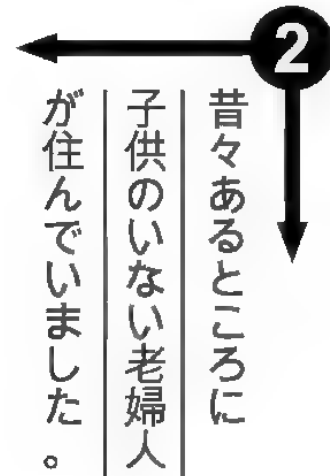 2
昔々あるところに
子供のいない老婦人
が住んでいました。